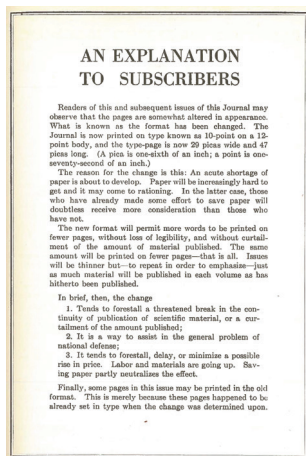 AN EXPLANATION
TO SUBSCRIBERS
Readers of this and subsequent issues of this Journal may
observe that the pages are somewhat altered in appearance.
What is known as the format has been changed. The
Journal is now printed on type known as 10-point on a 12-
point body, and the type-page is now 29 picas wide and 47
picas long. (A pica is one-sixth of an inch; a point is one-
seventy-second of an inch.)
The reason for the change is this: An acute shortage of
paper is about to develop. Paper will be increasingly hard to
get and it may come to rationing. In the latter case, those
who have already made some effort to save paper will
doubtless receive more consideration than those who
have not.
The new format will permit more words to be printed on
fewer pages, without loss of legibility, and without curtail-
ment of the amount of material published. The same
amount will be printed on fewer pages—that is all. Issues
will be thinner but—to repeat in order to emphasize—just
as much material will be published in each volume as has
hitherto been published.
In brief, then, the change
1. Tends to forestall a threatened break in the con-
tinuity of publication of scientific material, or a cur-
tailment of the amount published;
2. It is a way to assist in the general problem of
national defense;
3. It tends to forestall, delay, or minimize a possible
rise in price. Labor and materials are going up. Sav-
ing paper partly neutralizes the effect.
Finally, some pages in this issue may be printed in the old
format. This is merely because these pages happened to be
already set in type when the change was determined upon.